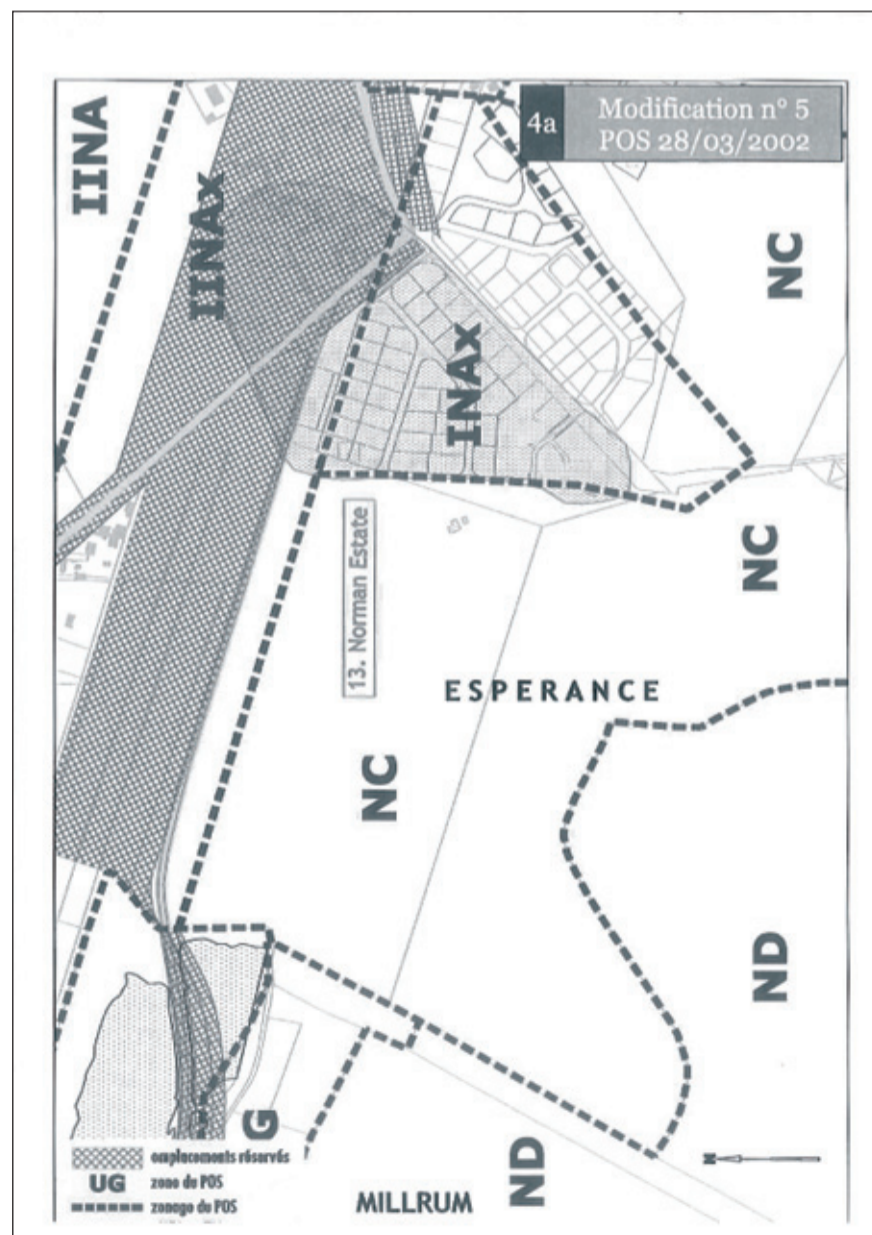 4a
Modification n° 5
POS 28/03/2002
IINA
IINAx
NC
INAx
13. Norman Estate
NC
ESPERANCE
NC
ND
G
ND
N
emplacements réservés
UG zone du POS
zonage du POS
MILLRUM